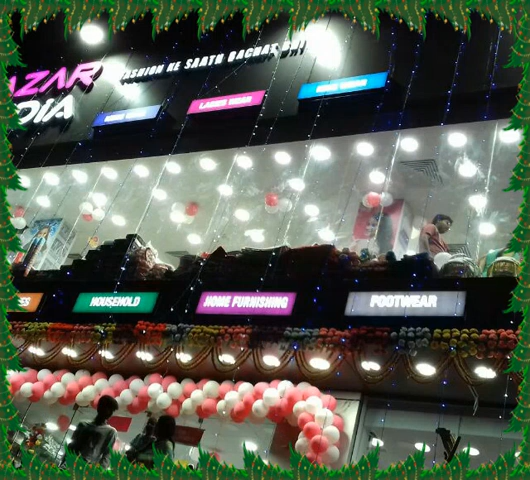 AZAR
DIA
FASHION KE SAATH BACHAT BHI
LADIES WEAR
HOUSEHOLD
HOME FURNISHING
FOOTWEAR